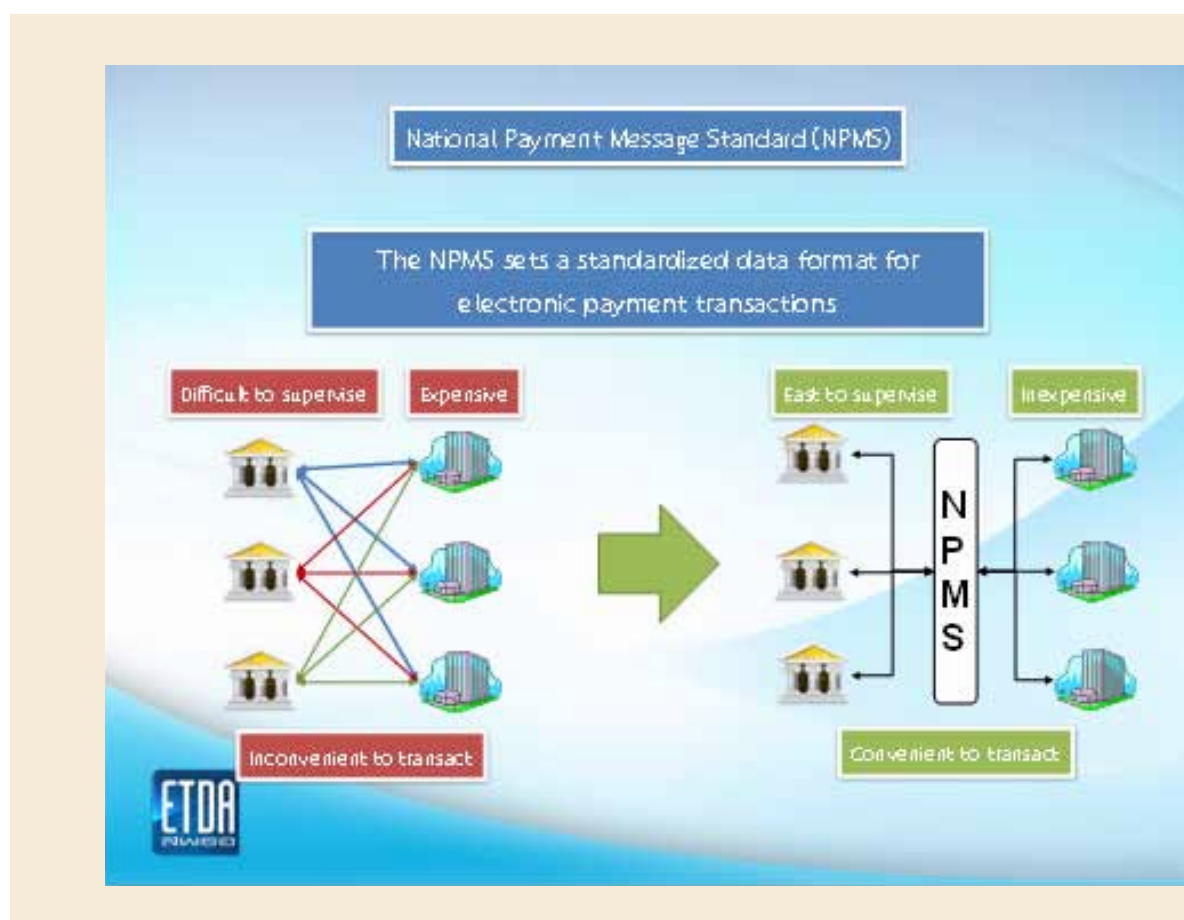 National Payment Message Standard (NPMS)
The NPMS sets a standardized data format for
electronic payment transactions
Difficult to supervise
Expensive
East to supervise
Inexpensive
N
P
M
S
Inconvenient to transact
Convenient to transact
ETDA